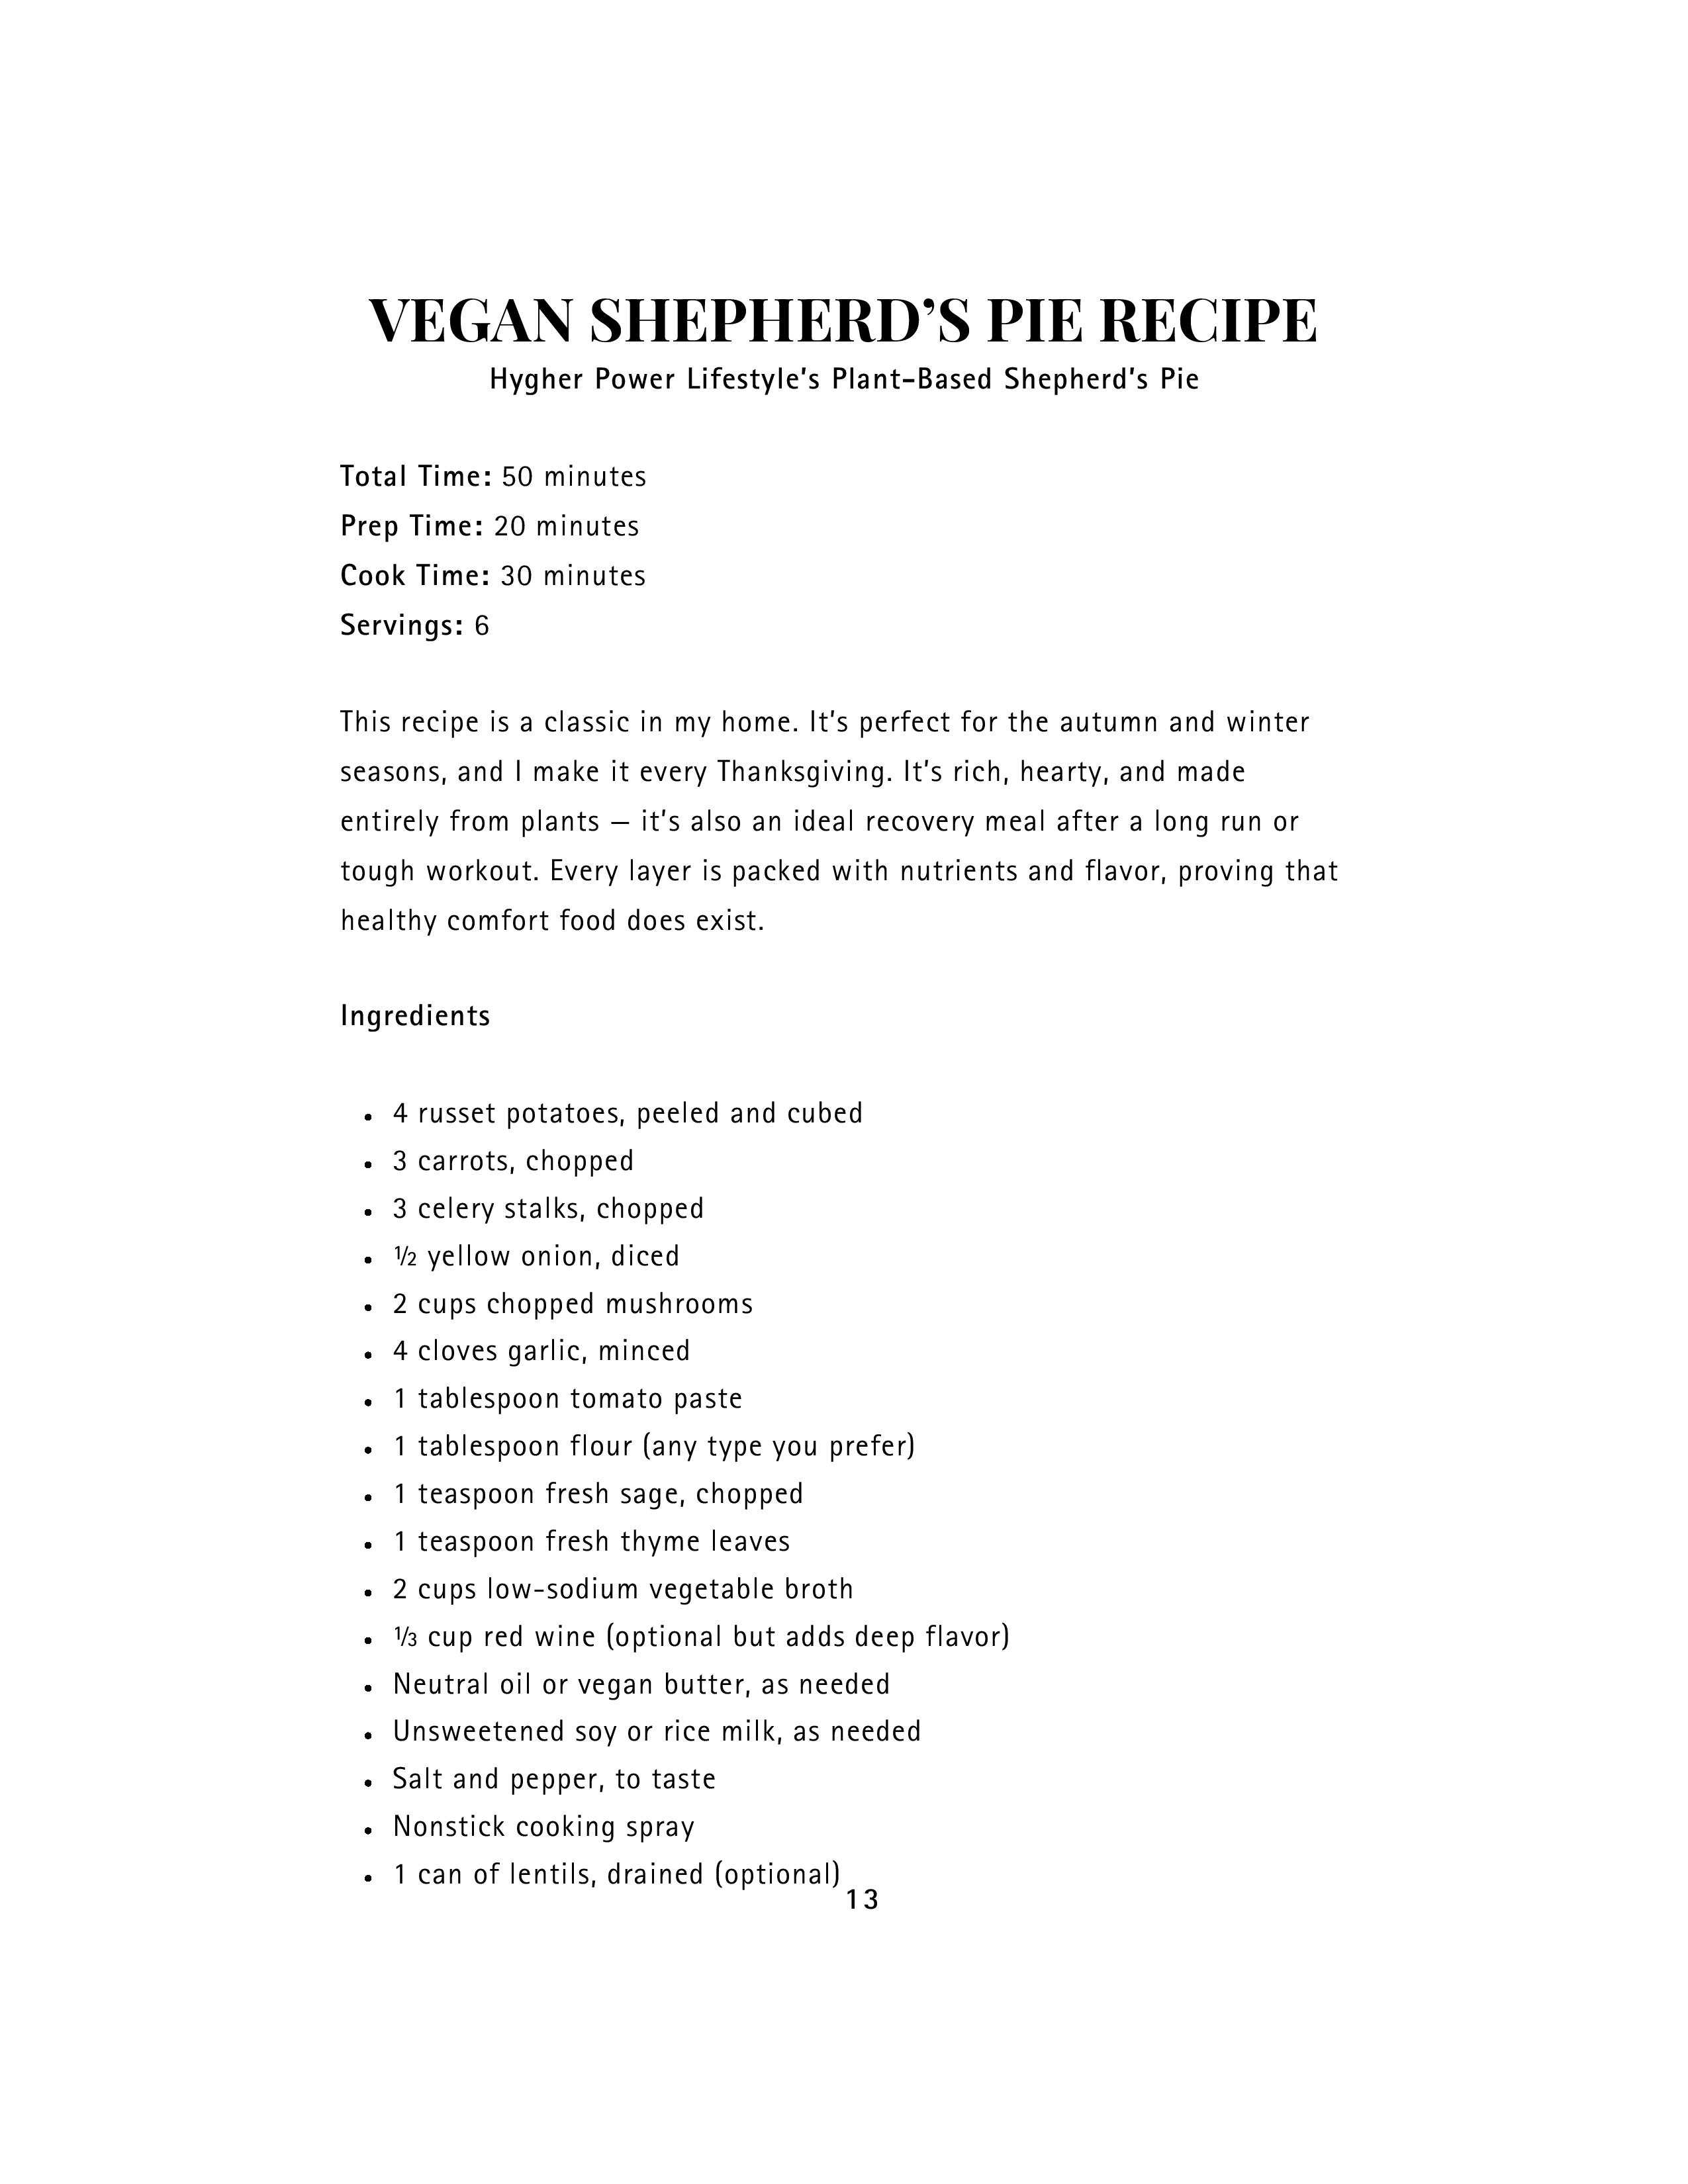 VEGAN SHEPHERD’S PIE RECIPE
Hygher Power Lifestyle’s Plant-Based Shepherd’s Pie
Total Time: 50 minutes
Prep Time: 20 minutes
Cook Time: 30 minutes
Servings: 6
This recipe is a classic in my home. It’s perfect for the autumn and winter
seasons, and I make it every Thanksgiving. It’s rich, hearty, and made
entirely from plants — it’s also an ideal recovery meal after a long run or
tough workout. Every layer is packed with nutrients and flavor, proving that
healthy comfort food does exist.
Ingredients
• 4 russet potatoes, peeled and cubed
• 3 carrots, chopped
• 3 celery stalks, chopped
• ½ yellow onion, diced
• 2 cups chopped mushrooms
• 4 cloves garlic, minced
• 1 tablespoon tomato paste
• 1 tablespoon flour (any type you prefer)
• 1 teaspoon fresh sage, chopped
• 1 teaspoon fresh thyme leaves
• 2 cups low-sodium vegetable broth
• ⅓ cup red wine (optional but adds deep flavor)
• Neutral oil or vegan butter, as needed
• Unsweetened soy or rice milk, as needed
• Salt and pepper, to taste
• Nonstick cooking spray
• 1 can of lentils, drained (optional)
13